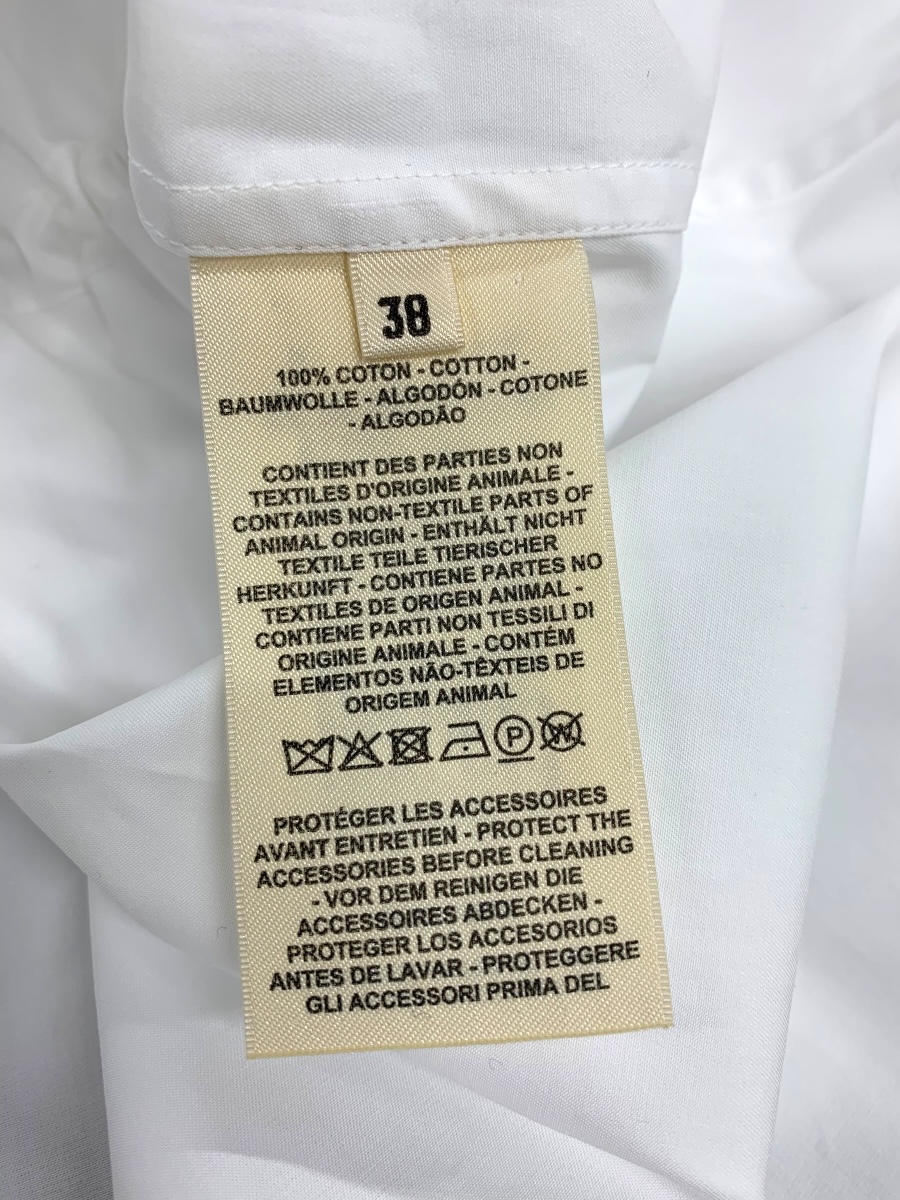 38
100% COTON - COTTON -
BAUMWOLLE - ALGODÓN - COTONE
- ALGODÃO
CONTIENT DES PARTIES NON
TEXTILES D'ORIGINE ANIMALE -
CONTAINS NON-TEXTILE PARTS OF
ANIMAL ORIGIN - ENTHÄLT NICHT
TEXTILE TEILE TIERISCHER
HERKUNFT - CONTIENE PARTES NO
TEXTILES DE ORIGEN ANIMAL -
CONTIENE PARTI NON TESSILI DI
ORIGINE ANIMALE - CONTÉM
ELEMENTOS NÃO-TÊXTEIS DE
ORIGEM ANIMAL
P W
PROTÉGER LES ACCESSOIRES
AVANT ENTRETIEN - PROTECT THE
ACCESSORIES BEFORE CLEANING
- VOR DEM REINIGEN DIE
ACCESSOIRES ABDECKEN -
PROTEGER LOS ACCESORIOS
ANTES DE LAVAR - PROTEGGERE
GLI ACCESSORI PRIMA DEL